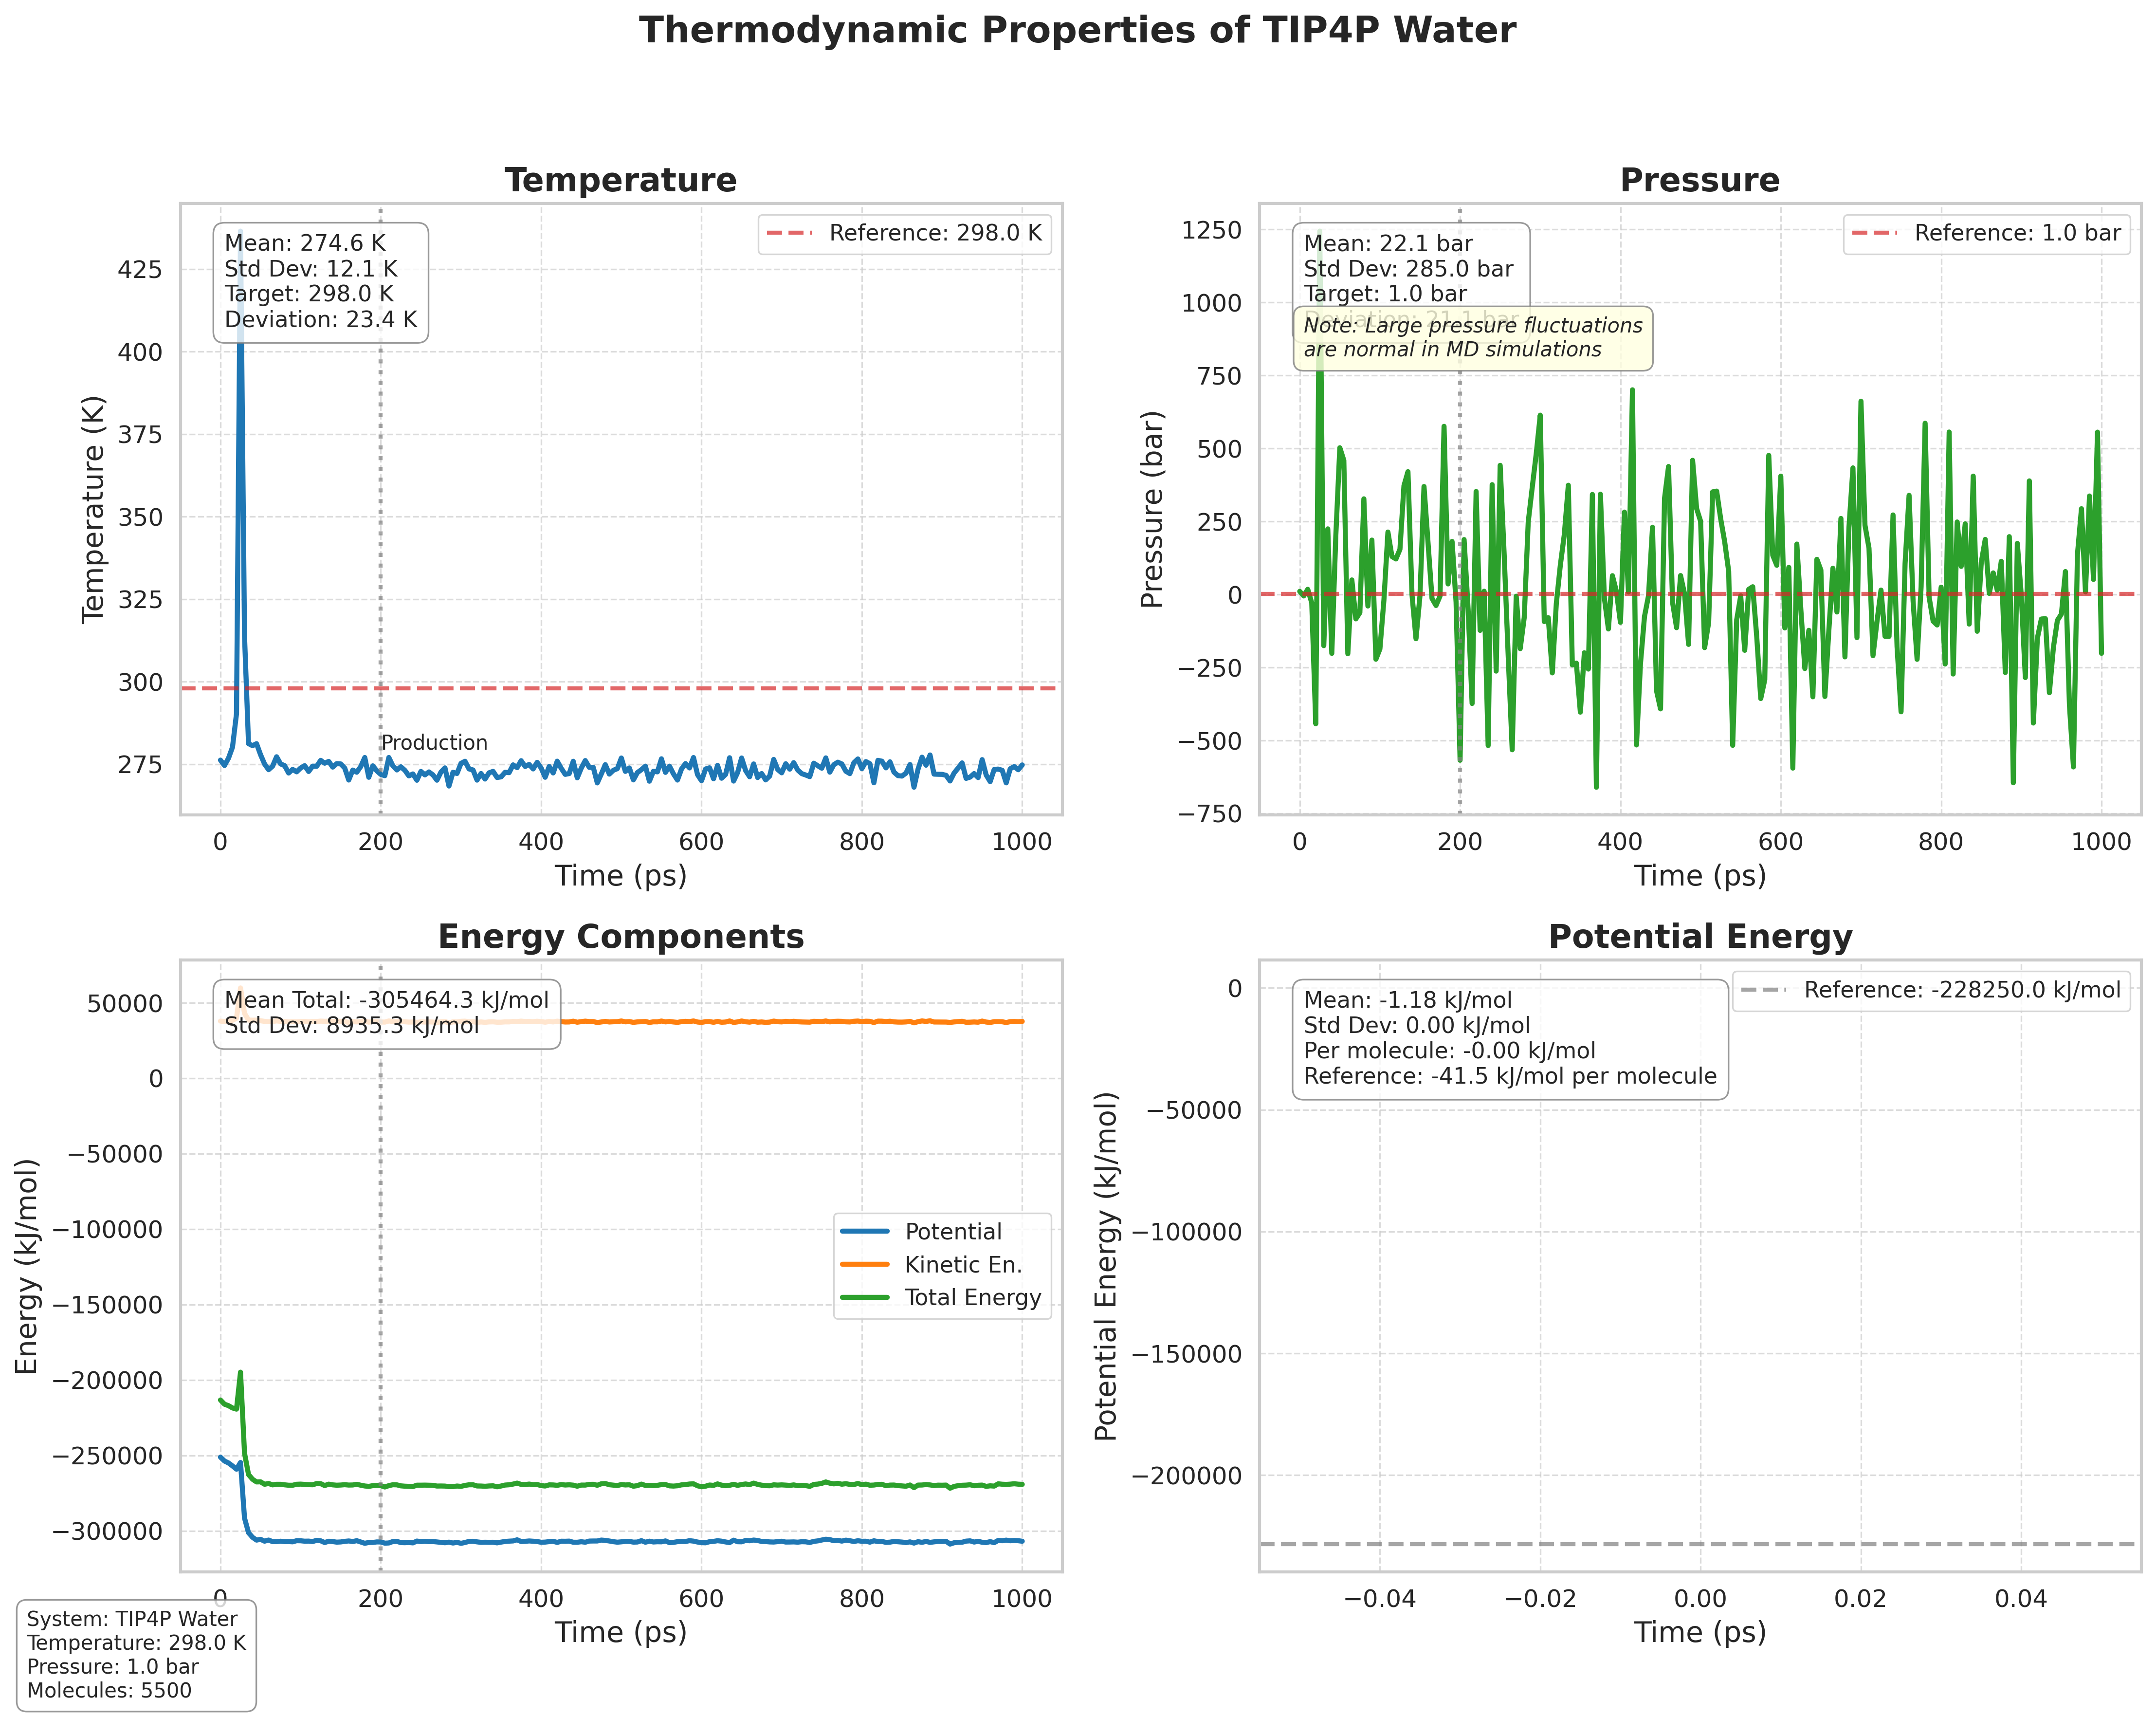 Thermodynamic Properties of TIP4P Water
Temperature
Mean: 274.6 K
Std Dev: 12.1 K
Target: 298.0 K
Deviation: 23.4 K
Reference: 298.0 K
Production
Temperature (K)
425
400
375
350
325
300
275
0 200 400 600 800 1000
Time (ps)
Pressure
Mean: 22.1 bar
Std Dev: 285.0 bar
Target: 1.0 bar
Deviation: 21.1 bar
Note: Large pressure fluctuations
are normal in MD simulations
Reference: 1.0 bar
Pressure (bar)
1250
1000
750
500
250
0
−250
−500
−750
0 200 400 600 800 1000
Time (ps)
Energy Components
Mean Total: -305464.3 kJ/mol
Std Dev: 8935.3 kJ/mol
Potential
Kinetic En.
Total Energy
Energy (kJ/mol)
50000
0
−50000
−100000
−150000
−200000
−250000
−300000
0 200 400 600 800 1000
Time (ps)
Potential Energy
Mean: -1.18 kJ/mol
Std Dev: 0.00 kJ/mol
Per molecule: -0.00 kJ/mol
Reference: -41.5 kJ/mol per molecule
Reference: -228250.0 kJ/mol
Potential Energy (kJ/mol)
0
−50000
−100000
−150000
−200000
−0.04 −0.02 0.00 0.02 0.04
Time (ps)
System: TIP4P Water
Temperature: 298.0 K
Pressure: 1.0 bar
Molecules: 5500